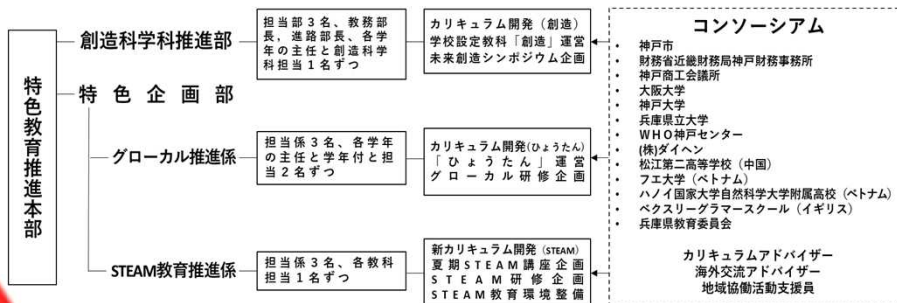 特色教育推進本部
創造科学科推進部
担当部3名、教務部
長，進路部長、各学
年の主任と創造科学
科担当1名ずつ
カリキュラム開発（創造）
学校設定教科「創造」運営
未来創造シンポジウム企画
特色企画部
グローカル推進係
担当係3名、各学年
の主任と学年付と担
当2名ずつ
カリキュラム開発(ひょうたん)
「ひょうたん」運営
グローカル研修企画
STEAM教育推進係
担当係3名、各教科
担当1名ずつ
新カリキュラム開発（STEAM）
夏期STEAM講座企画
STEAM研修企画
STEAM教育環境整備
コンソーシアム
・ 神戸市
・ 財務省近畿財務局神戸財務事務所
・ 神戸商工会議所
・ 大阪大学
・ 神戸大学
・ 兵庫県立大学
・ WHO神戸センター
・ (株)ダイヘン
・ 松江第二高等学校（中国）
・ フエ大学（ベトナム）
・ ハノイ国家大学自然科学大学附属高校（ベトナム）
・ ベクスリーグラマースクール（イギリス）
・ 兵庫県教育委員会
カリキュラムアドバイザー
海外交流アドバイザー
地域協働活動支援員